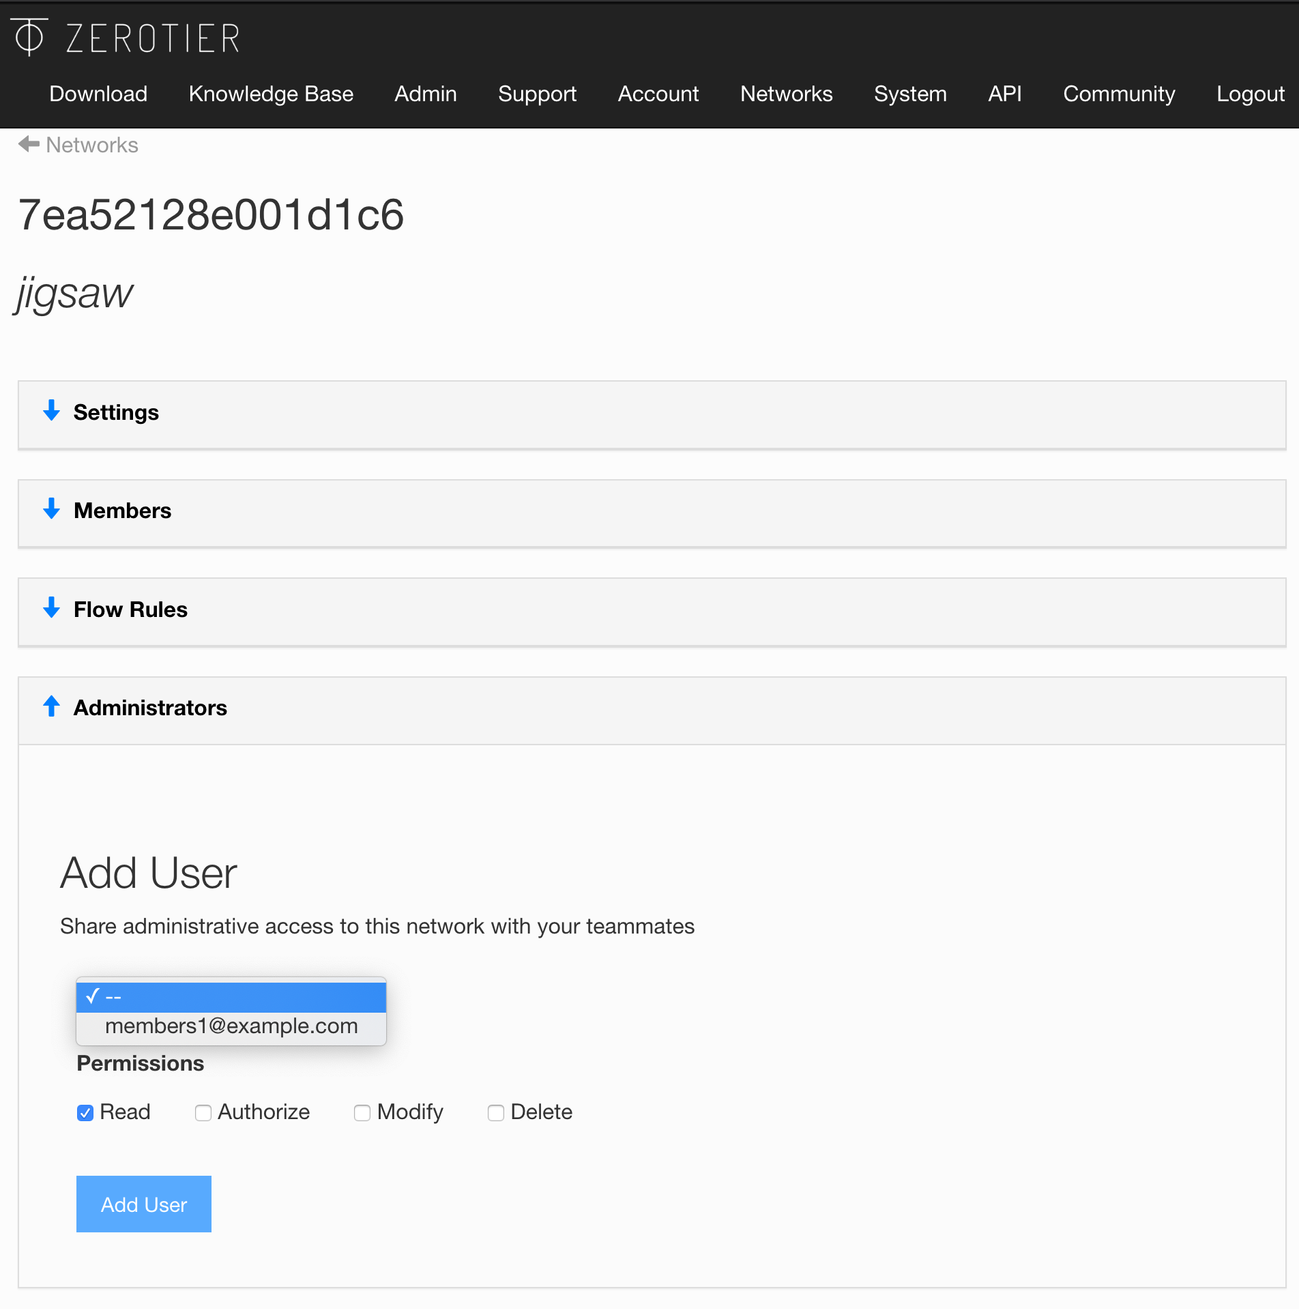 ZEROTIER
Download Knowledge Base Admin Support Account Networks System API Community Logout
Networks
7ea52128e001d1c6
jigsaw
Settings
Members
Flow Rules
Administrators
Add User
Share administrative access to this network with your teammates
✓ --
members1@example.com
Permissions
Read Authorize Modify Delete
Add User